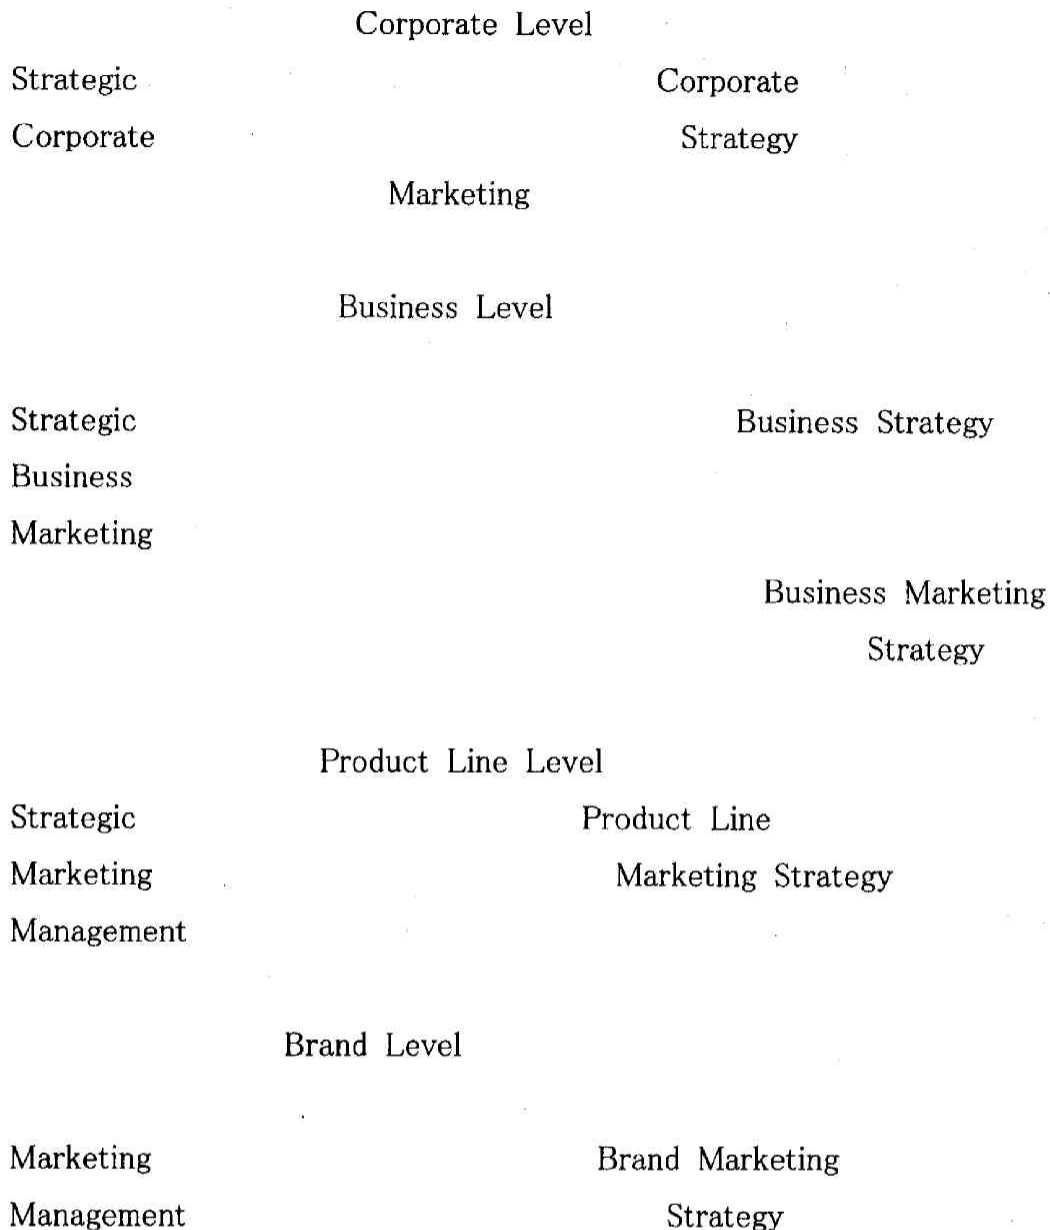 Corporate Level
Strategic Corporate
Corporate Strategy
Marketing
Business Level
Strategic Business Strategy
Business
Marketing
Business Marketing
Strategy
Product Line Level
Strategic Product Line
Marketing Marketing Strategy
Management
Brand Level
Marketing Brand Marketing
Management Strategy